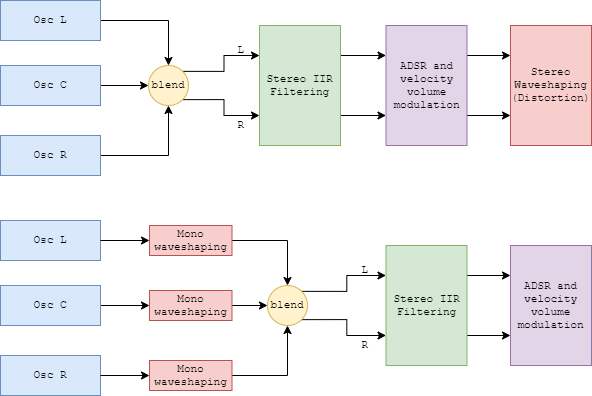 Osc L
Osc C
Osc R
blend
L
R
Stereo IIR
Filtering
ADSR and
velocity
volume
modulation
Stereo
Waveshaping
(Distortion)
Osc L
Osc C
Osc R
Mono
waveshaping
Mono
waveshaping
Mono
waveshaping
blend
L
R
Stereo IIR
Filtering
ADSR and
velocity
volume
modulation